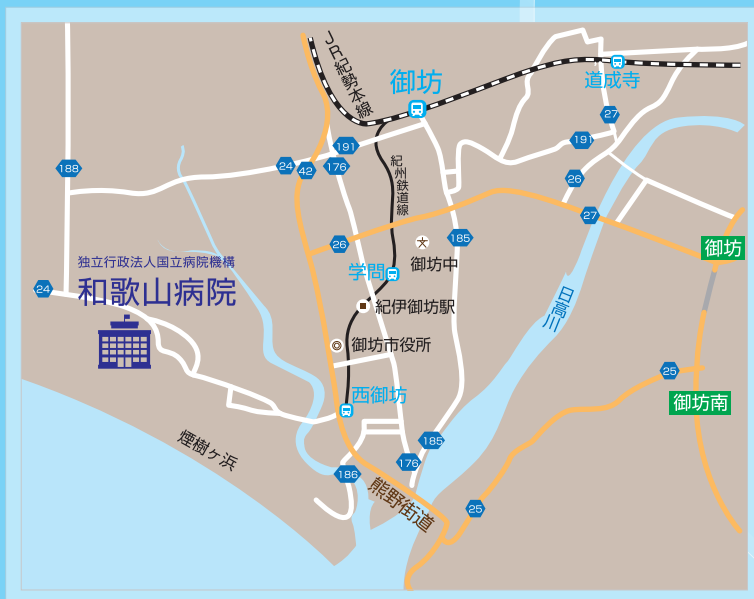 JR紀勢本線
御坊
道成寺
27
191
191
24
42
176
188
26
紀州鉄道線
27
26
185
御坊中
御坊
独立行政法人国立病院機構
和歌山病院
学問
24
日高川
紀伊御坊駅
御坊市役所
25
西御坊
御坊南
煙樹ヶ浜
185
176
186
熊野街道
25